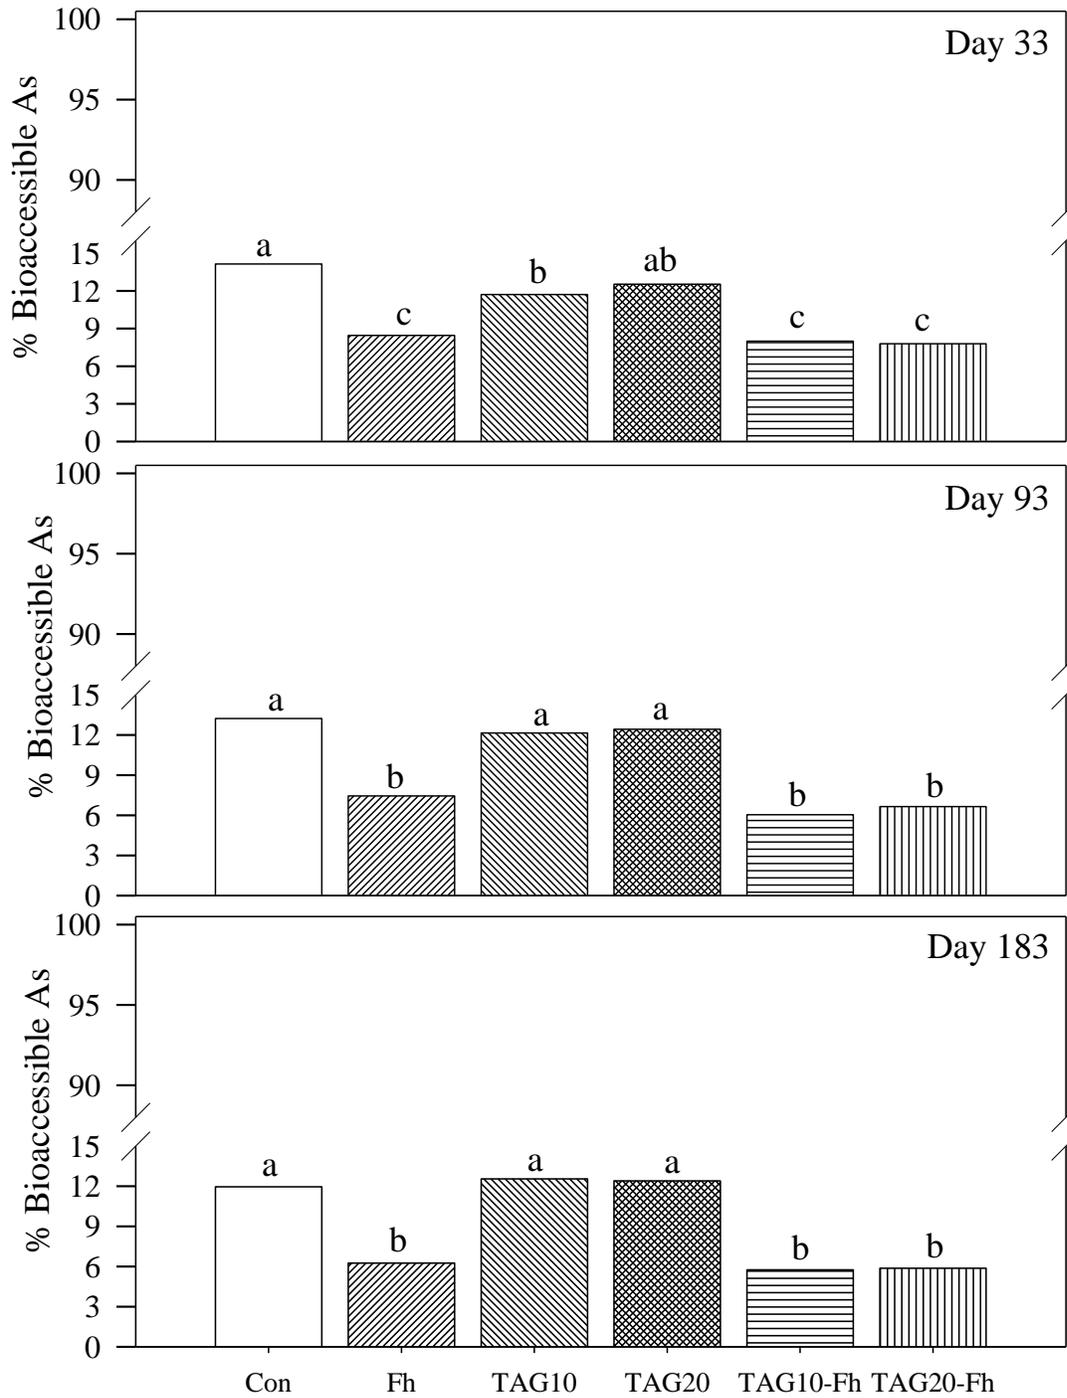 100
Day 33
95
90
% Bioaccessible As
15
12
9
6
3
0
a
c
b
ab
c
c
100
Day 93
95
90
% Bioaccessible As
15
12
9
6
3
0
a
b
a
a
b
b
100
Day 183
95
90
% Bioaccessible As
15
12
9
6
3
0
a
b
a
a
b
b
Con Fh TAG10 TAG20 TAG10-Fh TAG20-Fh